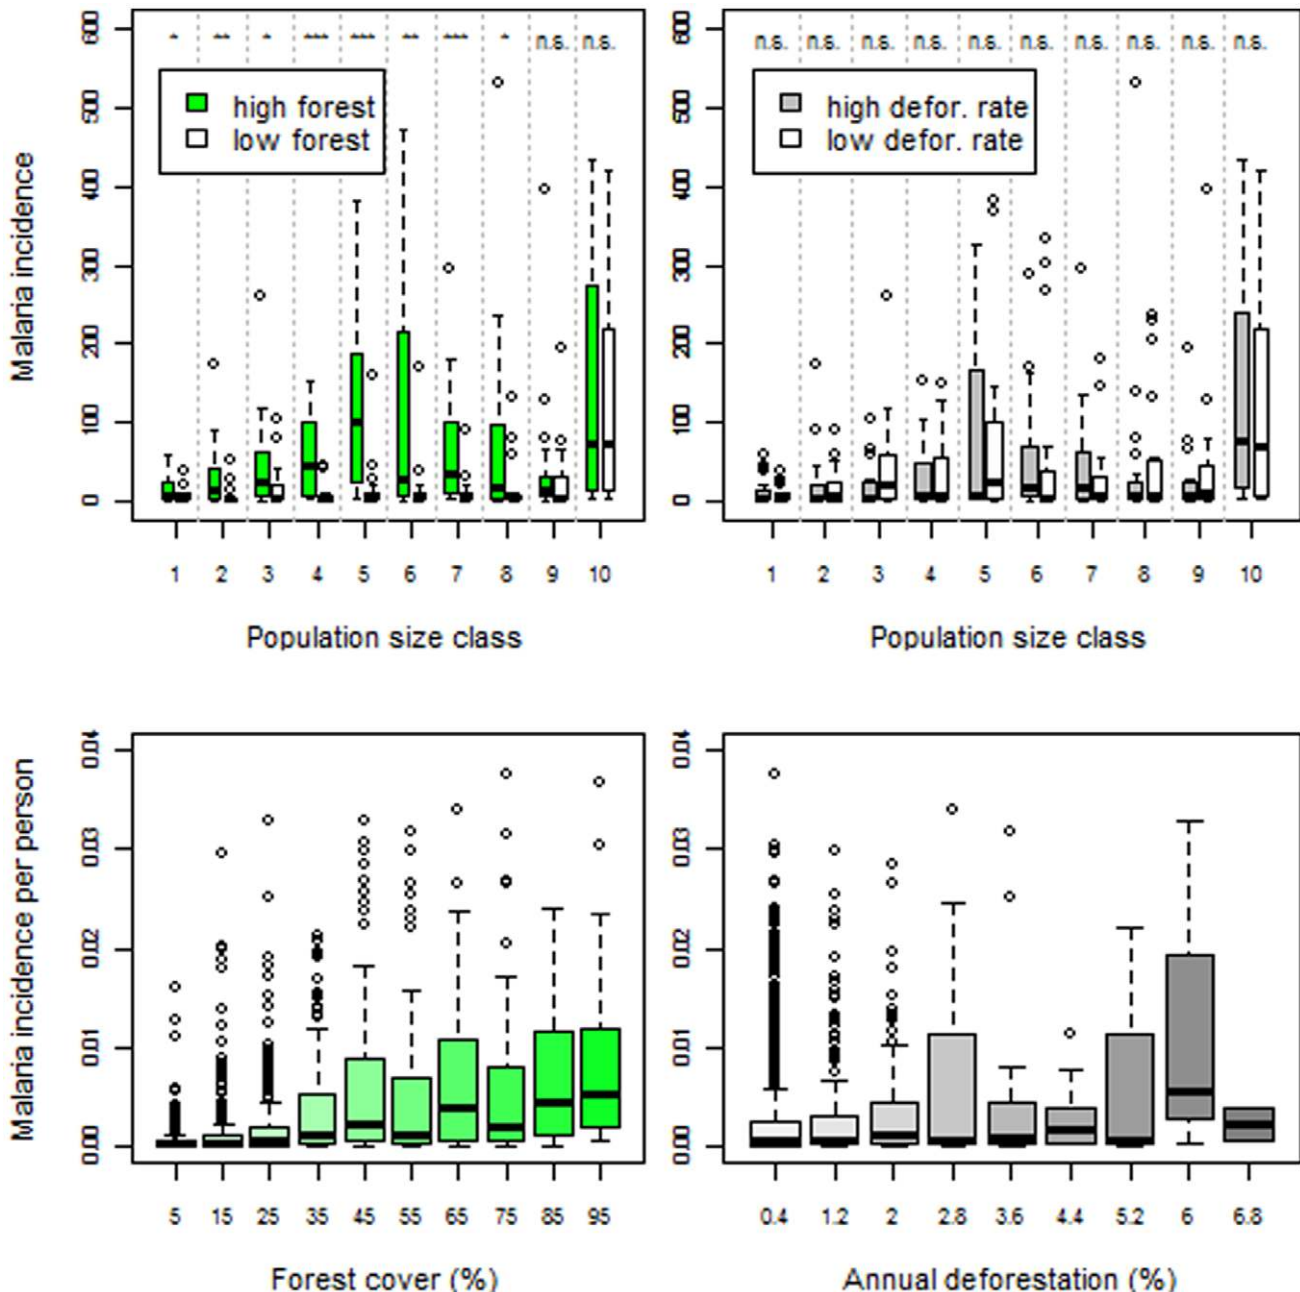 * ** * *** *** ** *** * n.s. n.s.
high forest
low forest
Malaria incidence
0 100 200 300 400 500 600
1 2 3 4 5 6 7 8 9 10
Population size class
n.s. n.s. n.s. n.s. n.s. n.s. n.s. n.s. n.s. n.s.
high defor. rate
low defor. rate
0 100 200 300 400 500 600
1 2 3 4 5 6 7 8 9 10
Population size class
Malaria incidence per person
0.00 0.01 0.02 0.03 0.04
5 15 25 35 45 55 65 75 85 95
Forest cover (%)
0.00 0.01 0.02 0.03 0.04
0.4 1.2 2 2.8 3.6 4.4 5.2 6 6.8
Annual deforestation (%)